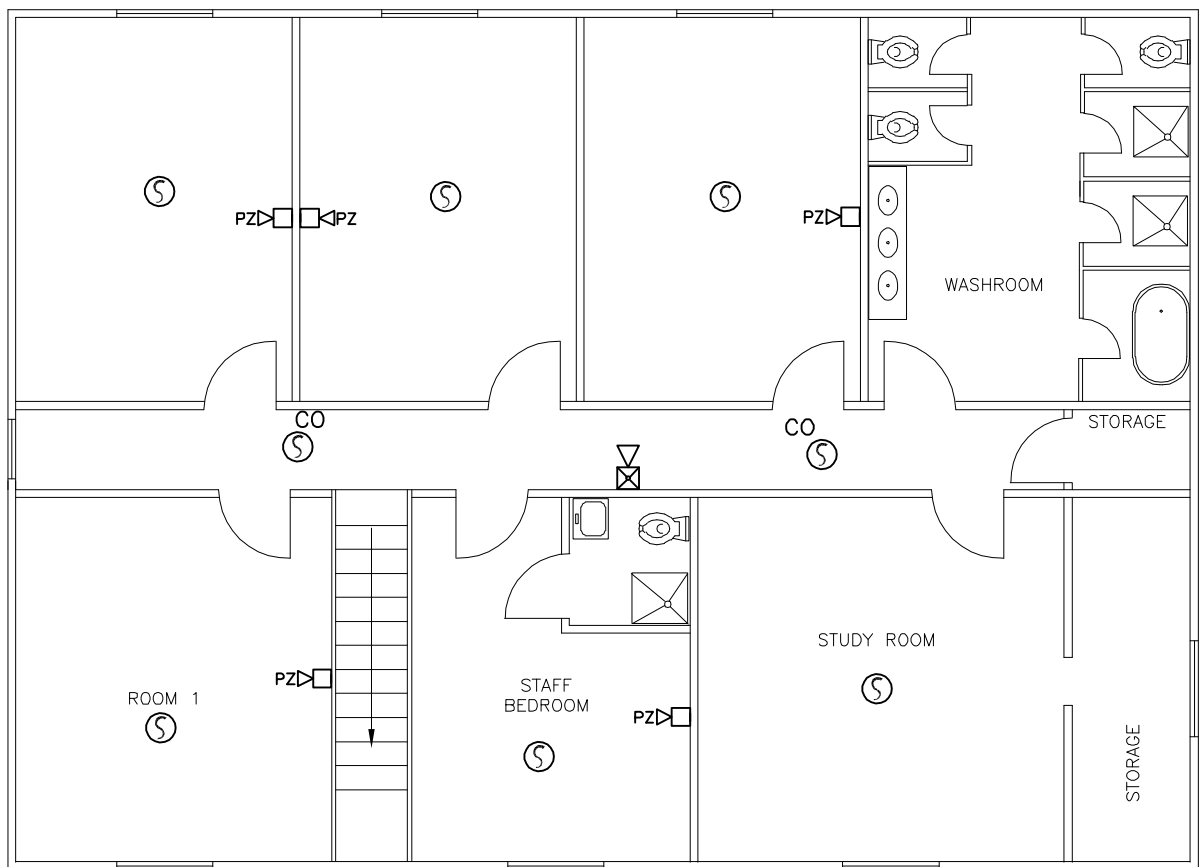 PZ
PZ
PZ
WASHROOM
CO
CO
STORAGE
STUDY ROOM
PZ
ROOM 1
STAFF
BEDROOM
PZ
STORAGE